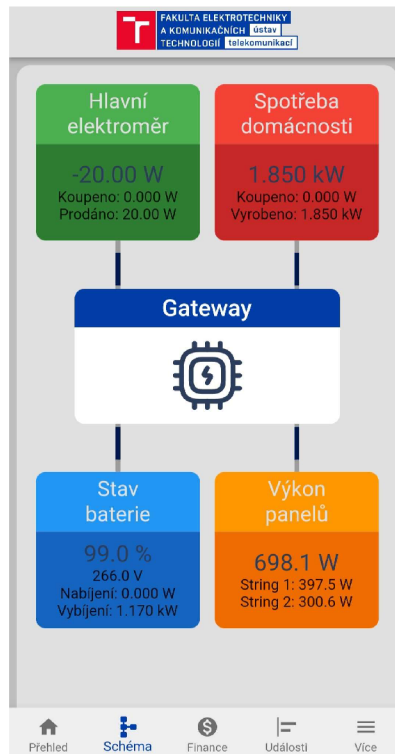 FAKULTA ELEKTROTECHNIKY
A KOMUNIKAČNÍCH ústav
TECHNOLOGIÍ telekomunikací
Hlavní
elektroměr
-20.00 W
Koupeno: 0.000 W
Prodáno: 20.00 W
Spotřeba
domácnosti
1.850 kW
Koupeno: 0.000 W
Vyrobeno: 1.850 kW
Gateway
Stav
baterie
99.0 %
266.0 V
Nabíjení: 0.000 W
Vybíjení: 1.170 kW
Výkon
panelů
698.1 W
String 1: 397.5 W
String 2: 300.6 W
Přehled
Schéma
Finance
Události
Více